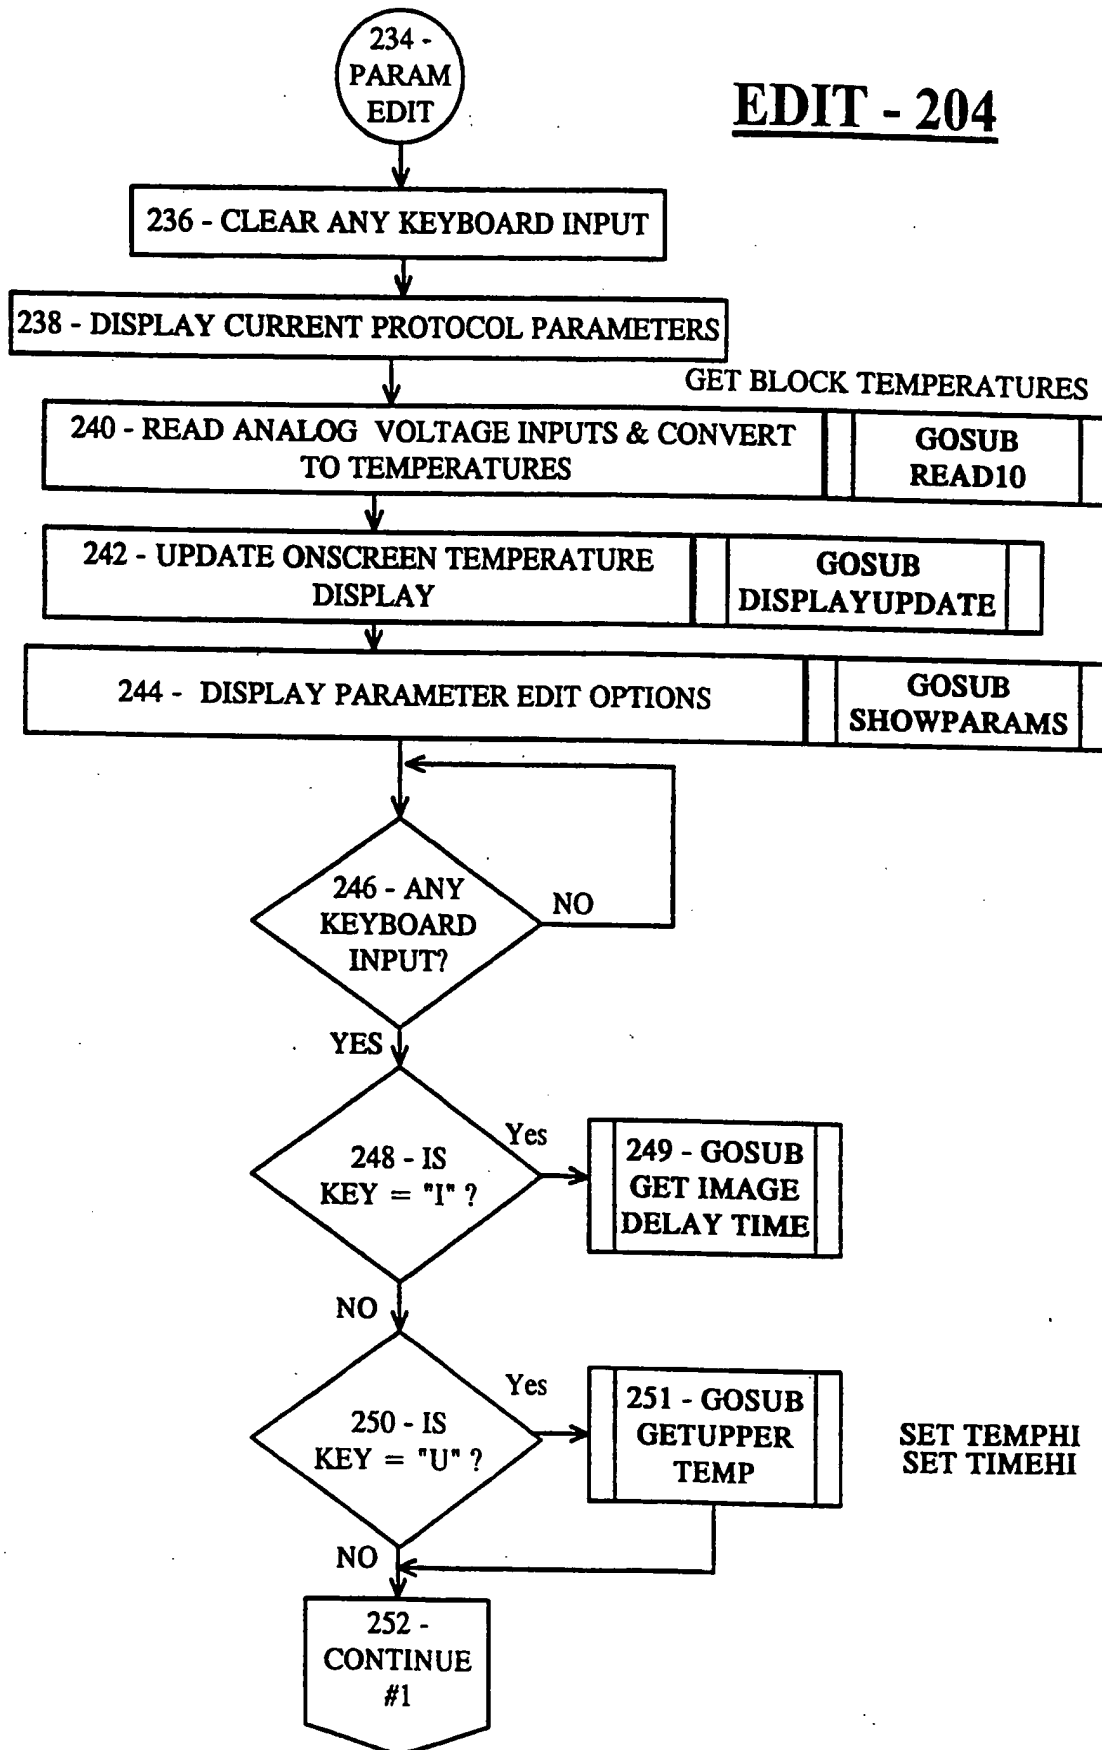 234 -
PARAM
EDIT
EDIT - 204
236 - CLEAR ANY KEYBOARD INPUT
238 - DISPLAY CURRENT PROTOCOL PARAMETERS
GET BLOCK TEMPERATURES
240 - READ ANALOG VOLTAGE INPUTS & CONVERT
TO TEMPERATURES
GOSUB
READ10
242 - UPDATE ONSCREEN TEMPERATURE
DISPLAY
GOSUB
DISPLAYUPDATE
244 - DISPLAY PARAMETER EDIT OPTIONS
GOSUB
SHOWPARAMS
246 - ANY
KEYBOARD
INPUT?
NO
YES
248 - IS
KEY = "I" ?
Yes
249 - GOSUB
GET IMAGE
DELAY TIME
NO
250 - IS
KEY = "U" ?
Yes
251 - GOSUB
GETUPPER
TEMP
SET TEMPHI
SET TIMEHI
NO
252 -
CONTINUE
#1